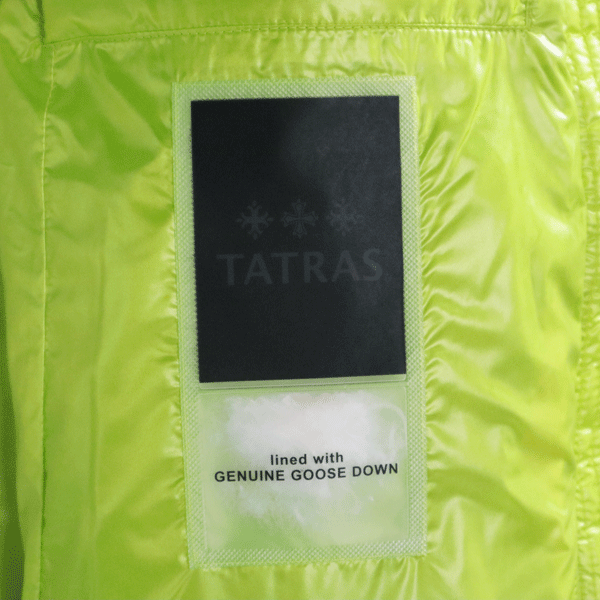 TATRAS
lined with
GENUINE GOOSE DOWN